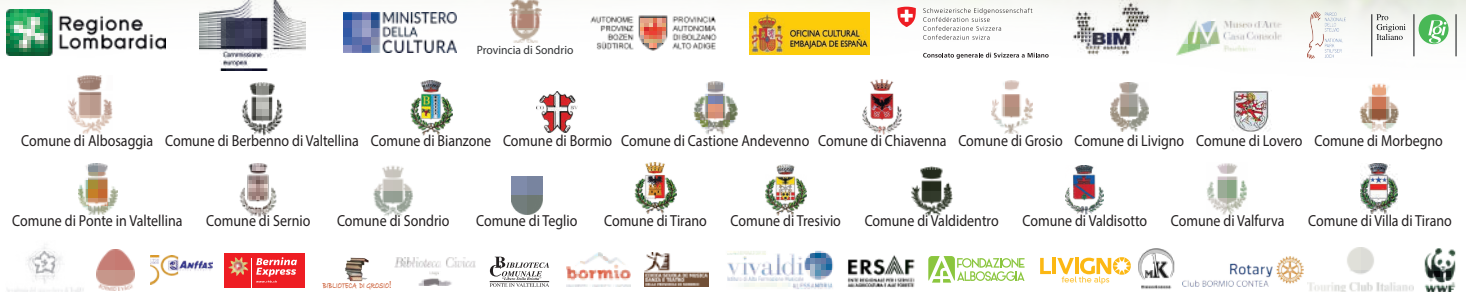 Regione
Lombardia
Commissione
europea
MINISTERO
DELLA
CULTURA
Provincia di Sondrio
AUTONOME
PROVINZ
BOZEN
SÜDTIROL
PROVINCIA
AUTONOMA
DI BOLZANO
ALTO ADIGE
OFICINA CULTURAL
EMBAJADA DE ESPAÑA
Schweizerische Eidgenossenschaft
Confédération suisse
Confederazione Svizzera
Confederaziun svizra
Consolato generale di Svizzera a Milano
BIM
Museo d'Arte
Casa Console
Pro
Grigioni
Italiano
pgi
Comune di Albosaggia
Comune di Berbenno di Valtellina
Comune di Bianzone
Comune di Bormio
Comune di Castione Andevenno
Comune di Chiavenna
Comune di Grosio
Comune di Livigno
Comune di Lovero
Comune di Morbegno
Comune di Ponte in Valtellina
Comune di Sernio
Comune di Sondrio
Comune di Teglio
Comune di Tirano
Comune di Tresivio
Comune di Valdidentro
Comune di Valdisotto
Comune di Valfurva
Comune di Villa di Tirano
Anffas
Bernina
Express
BIBLIOTECA DI GROSIO!
Biblioteca Civica
BIBLIOTECA
COMUNALE
PONTE IN VALTELLINA
bormio
vivaldi
ERSAF
FONDAZIONE
ALBOSAGGIA
LIVIGNO
feel the alps
Rotary
Club BORMIO CONTEA
Touring Club Italiano
WWF